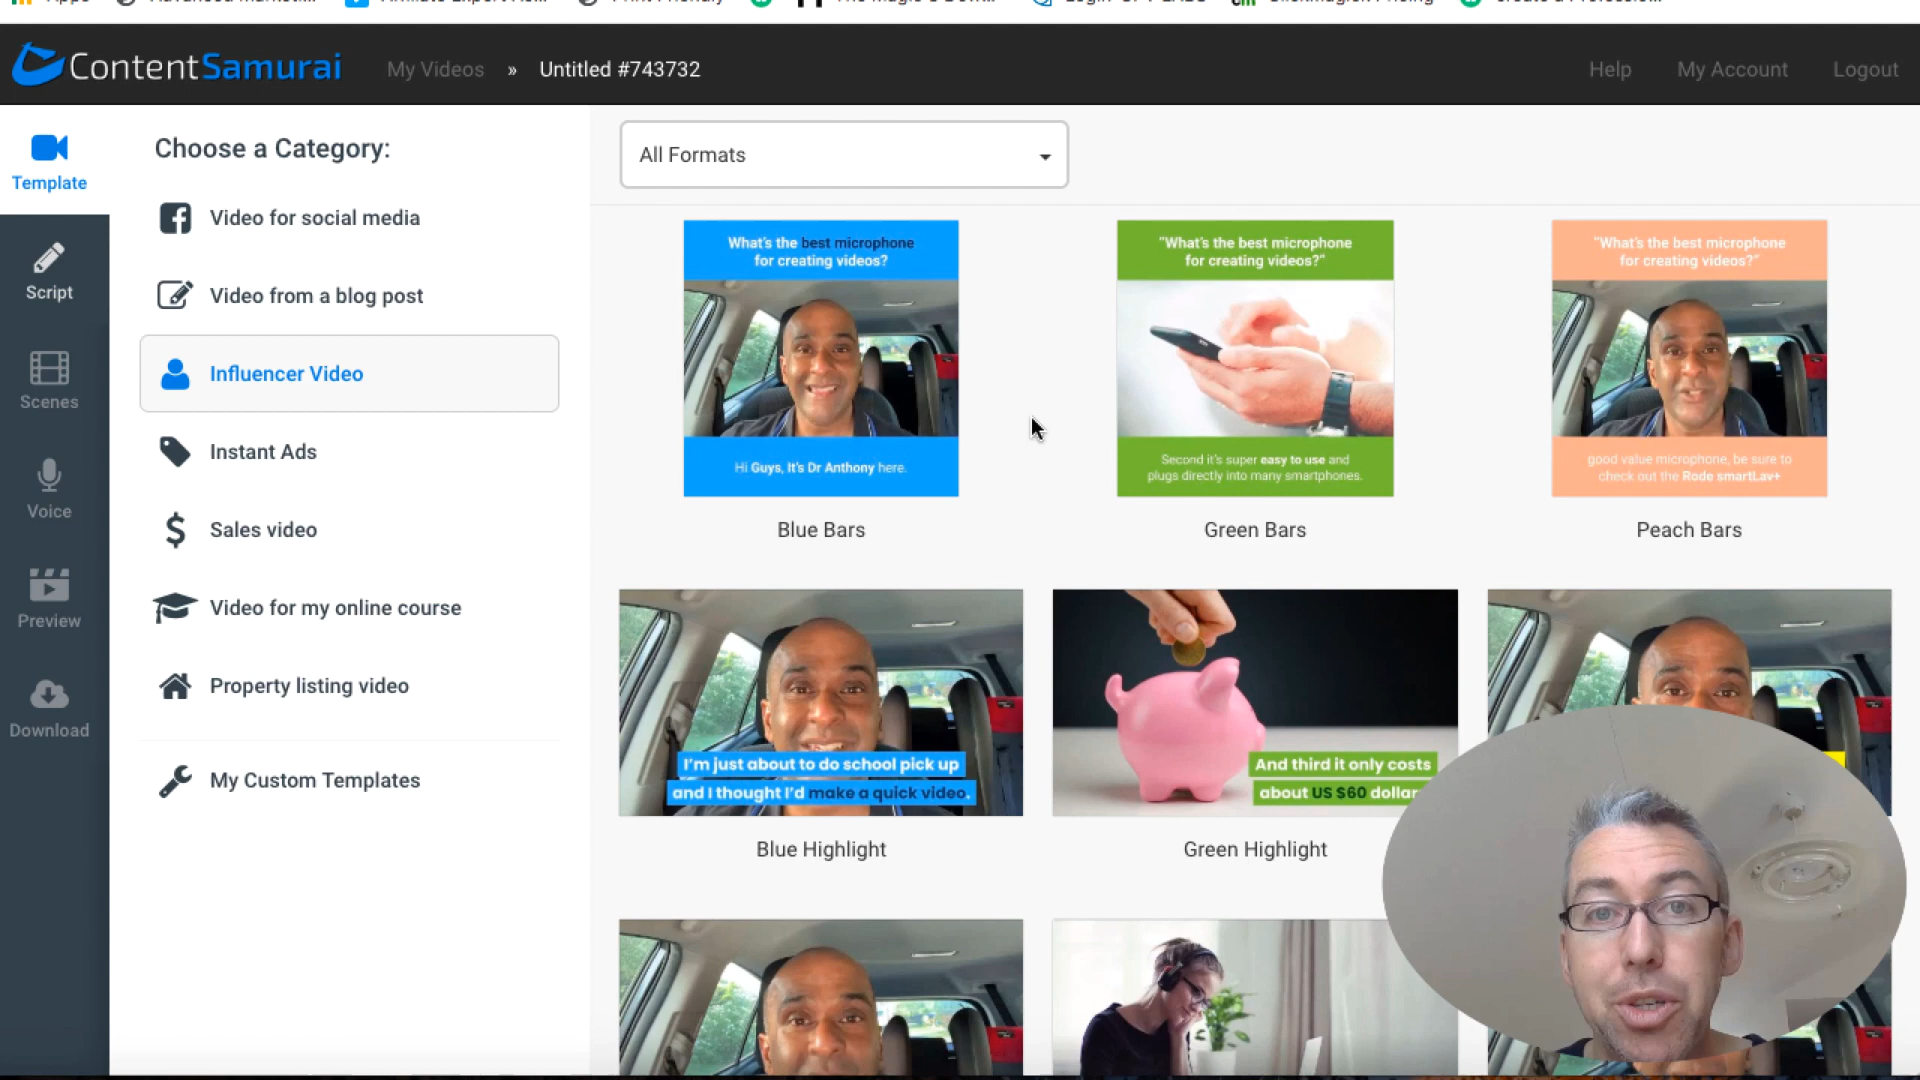 Apps
The Magic
ContentSamurai
My Videos » Untitled #743732
Help
My Account
Logout
Template
Script
Scenes
Voice
Preview
Download
Choose a Category:
Video for social media
Video from a blog post
Influencer Video
Instant Ads
Sales video
Video for my online course
Property listing video
My Custom Templates
All Formats
What's the best microphone
for creating videos?
Hi Guys, It's Dr Anthony here.
Blue Bars
"What's the best microphone
for creating videos?"
Second it's super easy to use and
plugs directly into many smartphones.
Green Bars
"What's the best microphone
for creating videos?"
good value microphone, be sure to
check out the Rode smartLav+
Peach Bars
I'm just about to do school pick up
and I thought I'd make a quick video.
Blue Highlight
And third it only costs
about US $60 dollar
Green Highlight